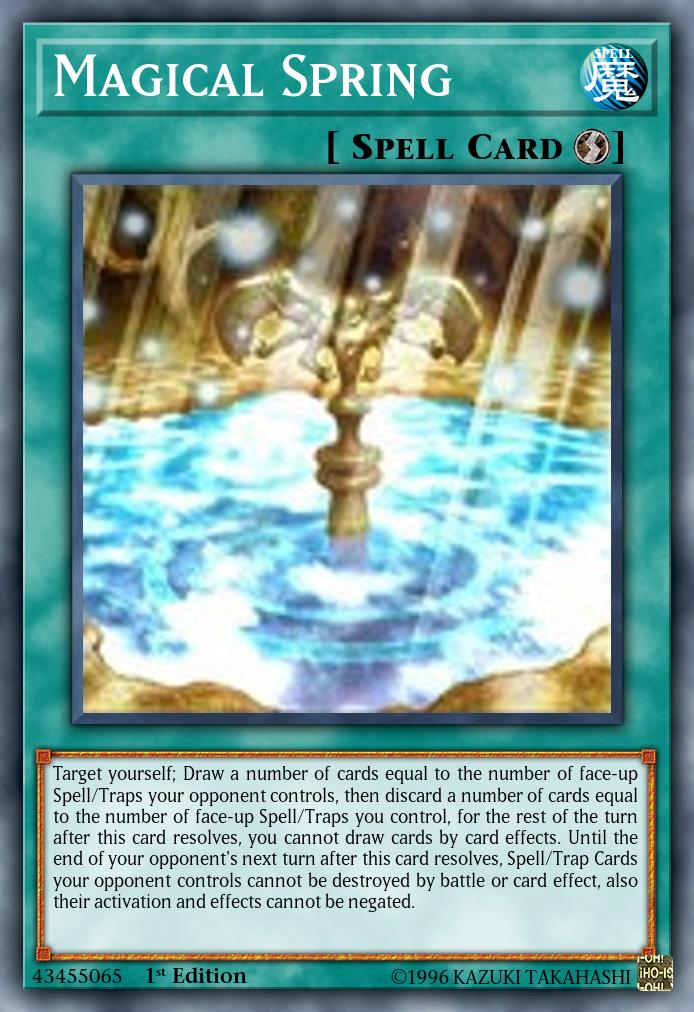 MAGICAL SPRING
SPELL
魔
[ SPELL CARD ]
Target yourself; Draw a number of cards equal to the number of face-up
Spell/Traps your opponent controls, then discard a number of cards equal
to the number of face-up Spell/Traps you control, for the rest of the turn
after this card resolves, you cannot draw cards by card effects. Until the
end of your opponent's next turn after this card resolves, Spell/Trap Cards
your opponent controls cannot be destroyed by battle or card effect, also
their activation and effects cannot be negated.
43455065 1st Edition ©1996 KAZUKI TAKAHASHI